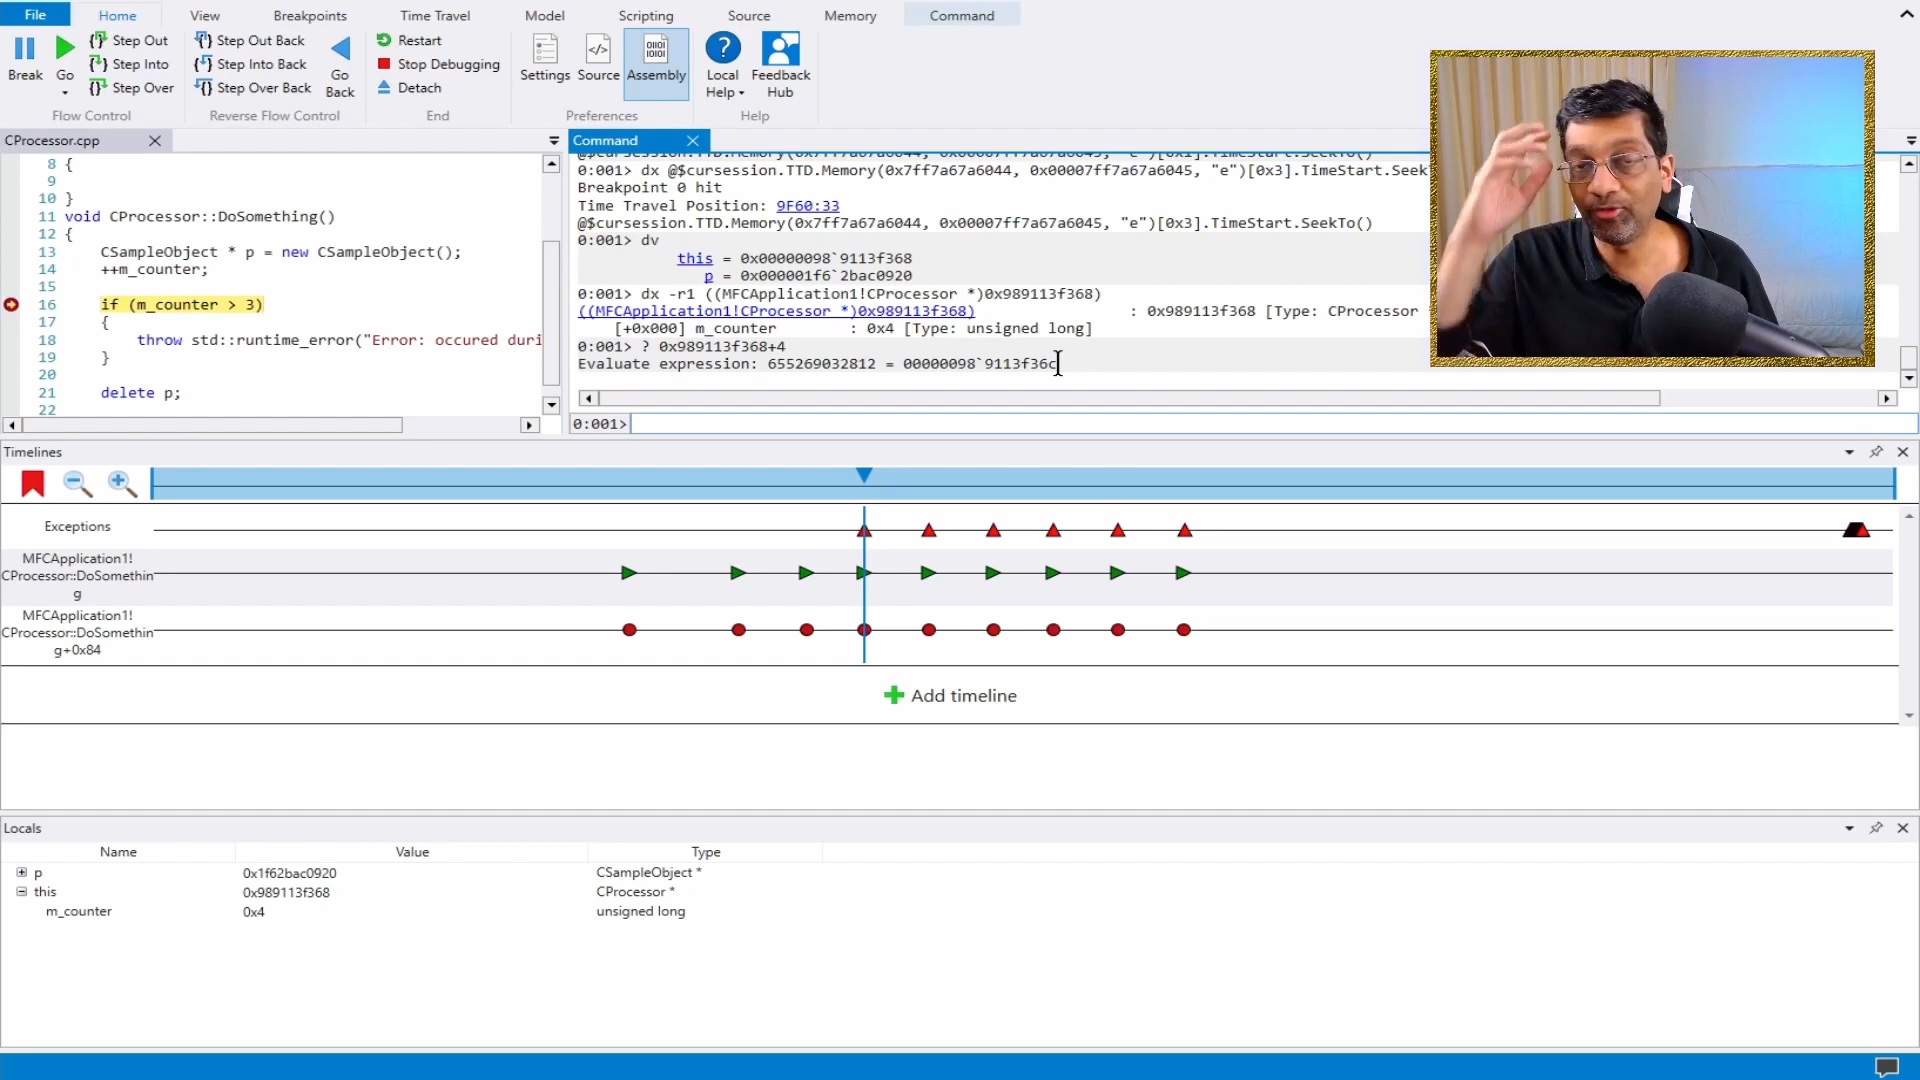 File Home View Breakpoints Time Travel Model Scripting Source Memory Command
Break
Go
Step Out
Step Into
Step Over
Flow Control
Step Out Back
Step Into Back
Step Over Back
Go Back
Reverse Flow Control
Restart
Stop Debugging
Detach
End
Settings
Source
Assembly
Preferences
Local Help
Feedback Hub
Help
CProcessor.cpp
8 {
9
10 }
11 void CProcessor::DoSomething()
12 {
13 CSampleObject * p = new CSampleObject();
14 ++m_counter;
15
16 if (m_counter > 3)
17 {
18 throw std::runtime_error("Error: occured duri
19 }
20
21 delete p;
22
Command
@$cursession.TTD.Memory(0x7ff7a67a6044, 0x00007ff7a67a6045, "e")[0x1].TimeStart.SeekTo()
0:001> dx @$cursession.TTD.Memory(0x7ff7a67a6044, 0x00007ff7a67a6045, "e")[0x3].TimeStart.Seek
Breakpoint 0 hit
Time Travel Position: 9F60:33
@$cursession.TTD.Memory(0x7ff7a67a6044, 0x00007ff7a67a6045, "e")[0x3].TimeStart.SeekTo()
0:001> dv
this = 0x00000098`9113f368
p = 0x000001f6`2bac0920
0:001> dx -r1 ((MFCApplication1!CProcessor *)0x989113f368)
((MFCApplication1!CProcessor *)0x989113f368) : 0x989113f368 [Type: CProcessor
[+0x000] m_counter : 0x4 [Type: unsigned long]
0:001> ? 0x989113f368+4
Evaluate expression: 655269032812 = 00000098`9113f36c
0:001>
Timelines
Exceptions
MFCApplication1!
CProcessor::DoSomethin
g
MFCApplication1!
CProcessor::DoSomethin
g+0x84
Add timeline
Locals
Name Value Type
p 0x1f62bac0920 CSampleObject *
this 0x989113f368 CProcessor *
m_counter 0x4 unsigned long